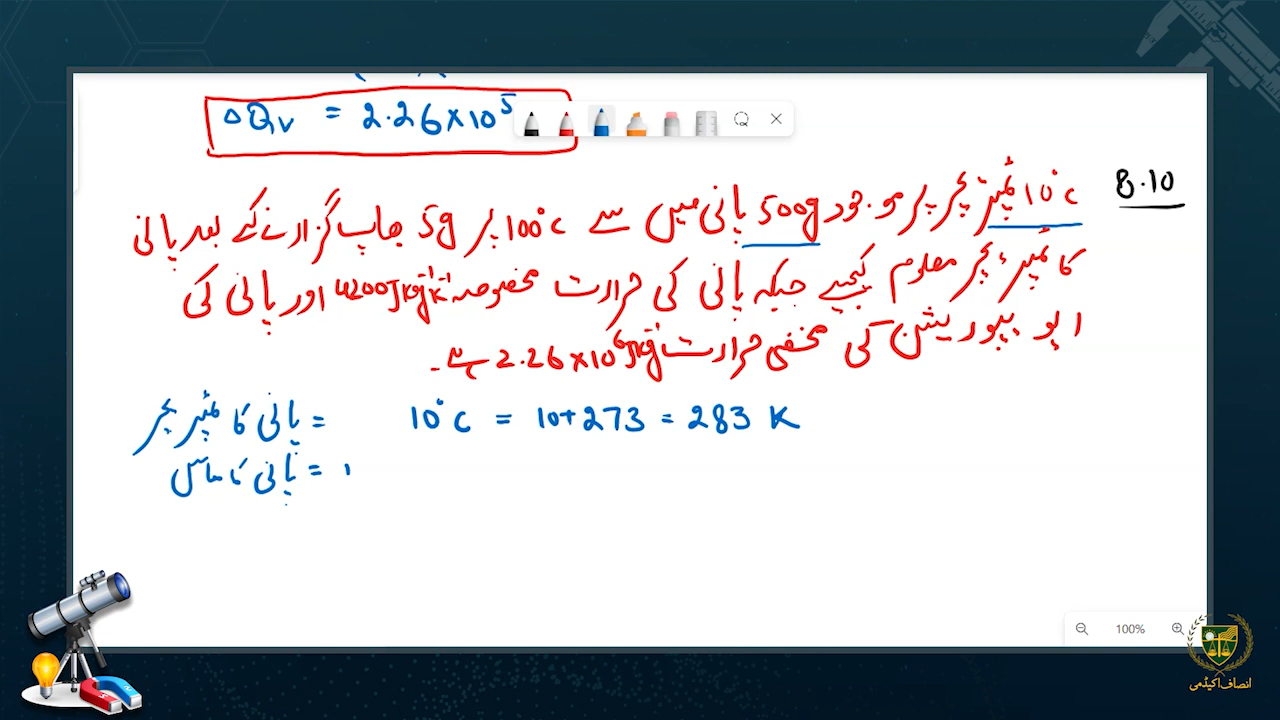 ΔQv = 2.26×10⁵
8.10
10°C ٹمپریچر پر موجود 500g پانی میں سے 100°C پر 5g بھاپ گزارنے کے بعد پانی
کا ٹمپریچر معلوم کیجیے جبکہ پانی کی حرارت مخصوصہ 4200Jkg⁻¹K⁻¹ اور پانی کی
ایوپیوریشن کی مخفی حرارت 2.26×10⁶Jkg⁻¹ ہے۔
پانی کا ٹمپریچر = 10°C = 10+273 = 283 K
پانی کا ماس =
100%
انصاف اکیڈمی